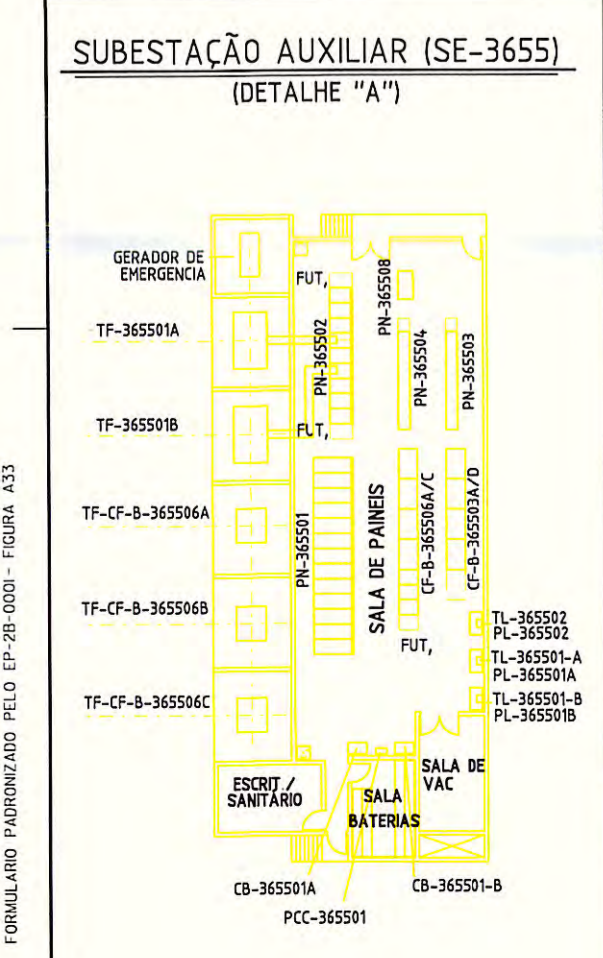 SUBESTAÇÃO AUXILIAR (SE-3655)
(DETALHE "A")
GERADOR DE
EMERGENCIA
TF-365501A
TF-365501B
TF-CF-B-365506A
TF-CF-B-365506B
TF-CF-B-365506C
FUT,
PN-365502
FUT,
PN-365508
PN-365504
PN-365503
PN-365501
SALA DE PAINEIS
CF-B-365506A/C
CF-B-365503A/D
FUT,
TL-365502
PL-365502
TL-365501-A
PL-365501A
TL-365501-B
PL-365501B
ESCRIT./
SANITÁRIO
SALA
BATERIAS
SALA DE
VAC
CB-365501A
PCC-365501
CB-365501-B
FORMULARIO PADRONIZADO PELO EP-2B-0001- FIGURA A33